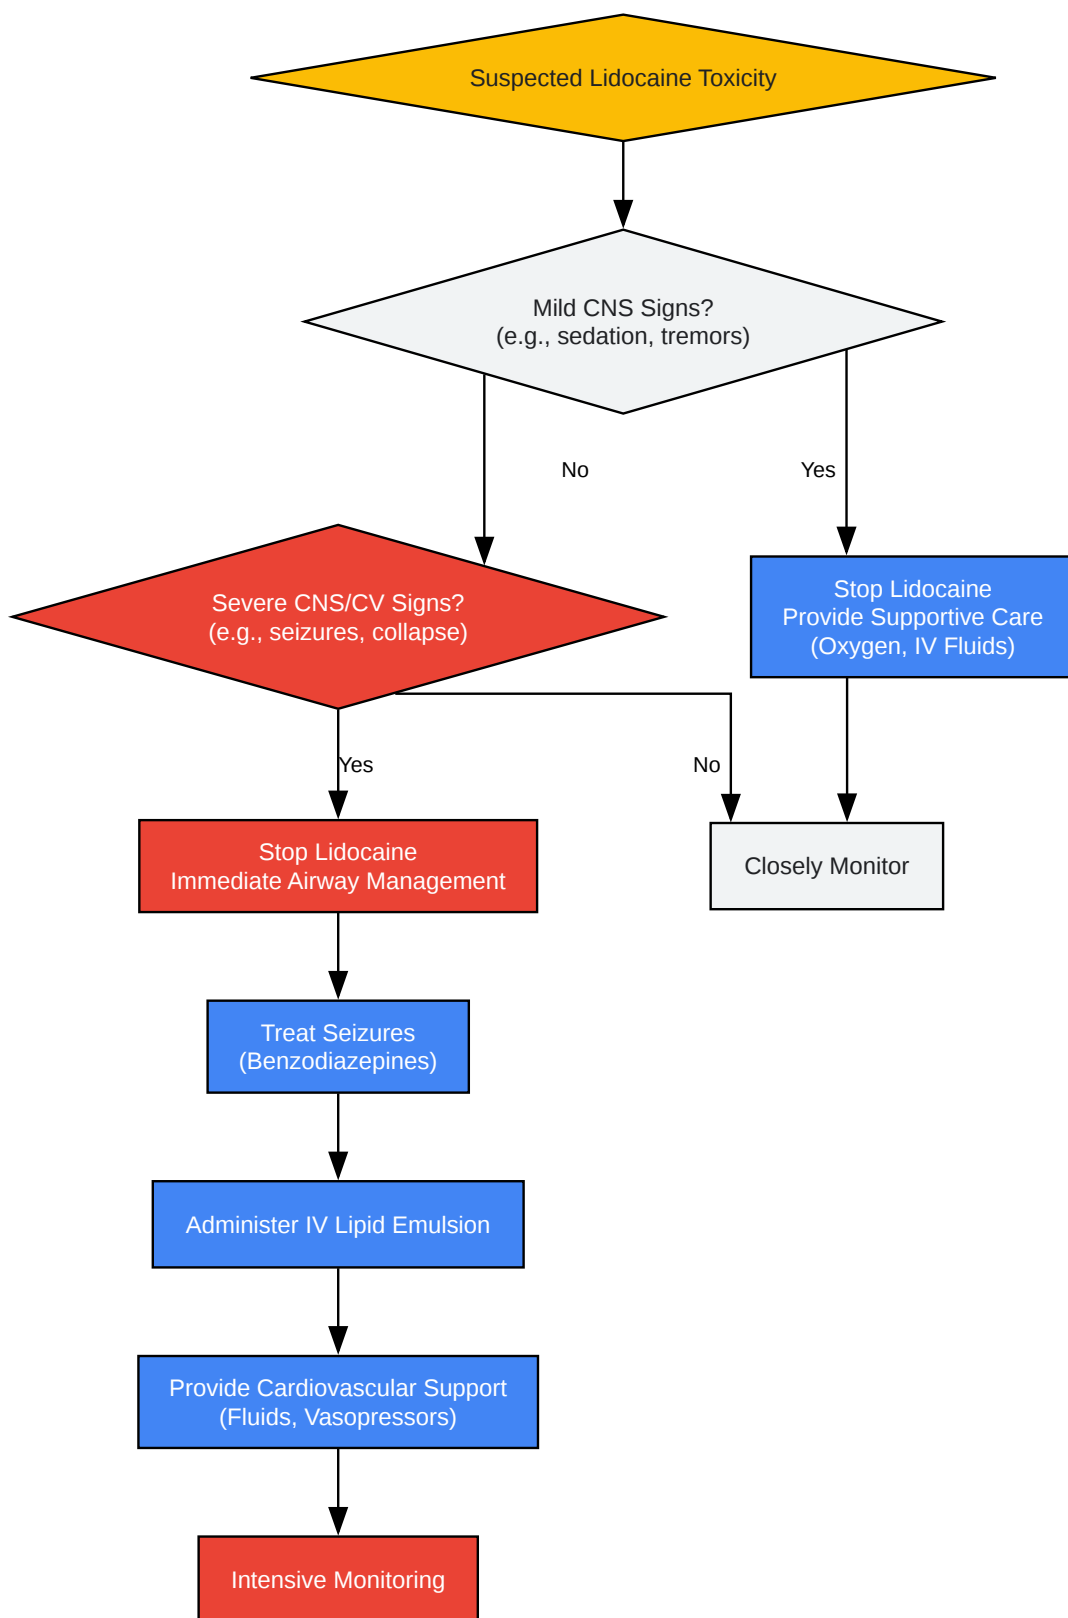 Suspected Lidocaine Toxicity
Mild CNS Signs?
(e.g., sedation, tremors)
No
Yes
Severe CNS/CV Signs?
(e.g., seizures, collapse)
Stop Lidocaine
Provide Supportive Care
(Oxygen, IV Fluids)
Yes
No
Stop Lidocaine
Immediate Airway Management
Closely Monitor
Treat Seizures
(Benzodiazepines)
Administer IV Lipid Emulsion
Provide Cardiovascular Support
(Fluids, Vasopressors)
Intensive Monitoring